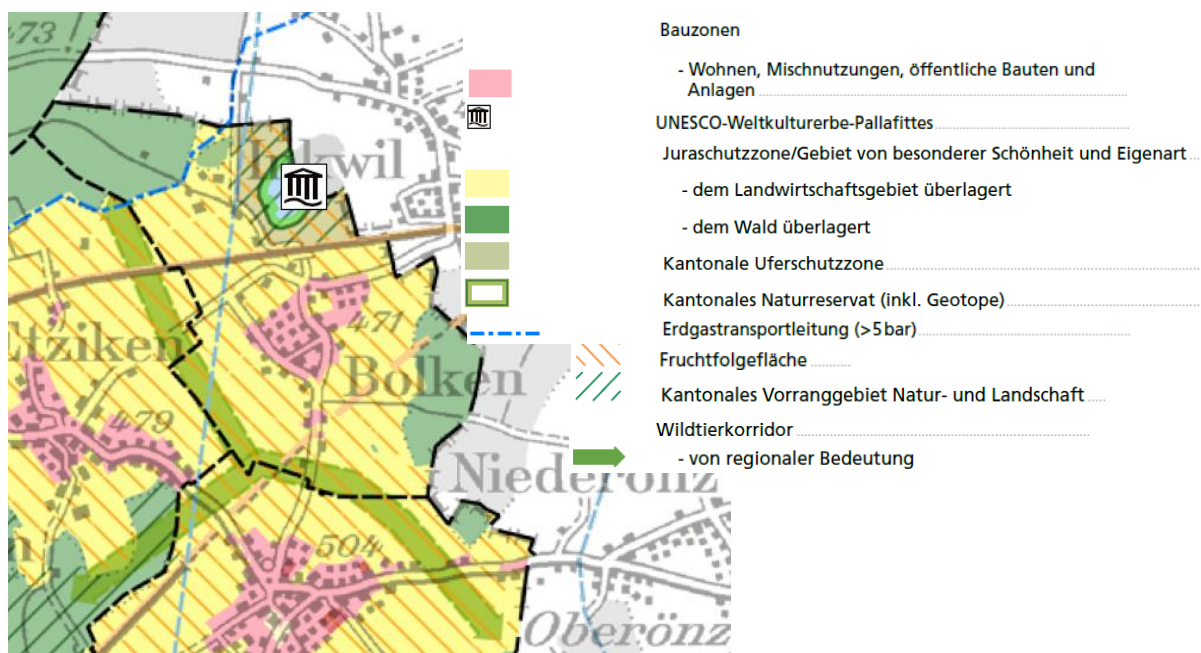 473
Bauzonen
- Wohnen, Mischnutzungen, öffentliche Bauten und
Anlagen
UNESCO-Weltkulturerbe-Pallafittes
Juraschutzzone/Gebiet von besonderer Schönheit und Eigenart
- dem Landwirtschaftsgebiet überlagert
- dem Wald überlagert
Kantonale Uferschutzzone
Kantonales Naturreservat (inkl. Geotope)
Erdgastransportleitung (>5 bar)
Fruchtfolgefläche
Kantonales Vorranggebiet Natur- und Landschaft
Wildtierkorridor
- von regionaler Bedeutung
471
Etziken
Bolken
479
Niederönz
504
Oberönz